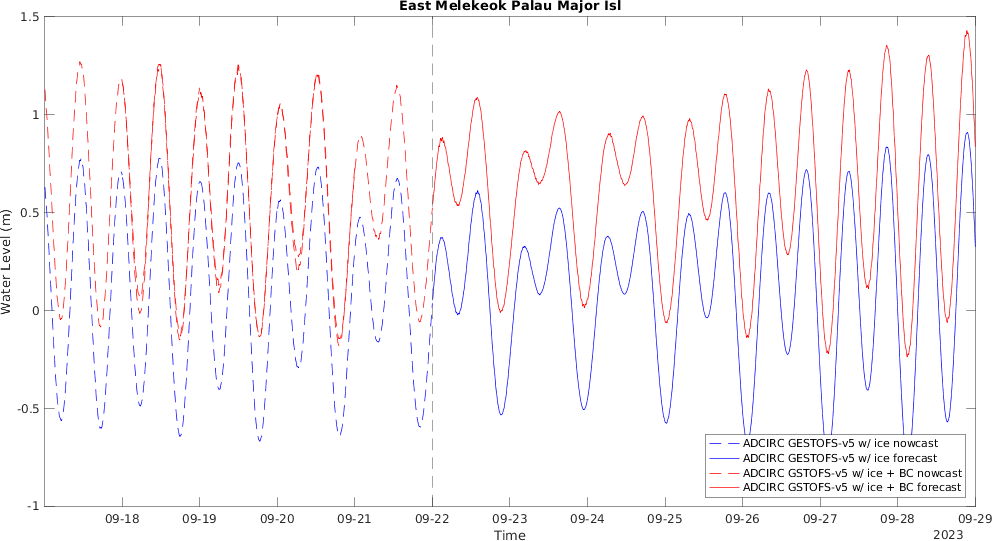 East Melekeok Palau Major Isl
1.5
1
0.5
0
-0.5
-1
Water Level (m)
ADCIRC GESTOFS-v5 w/ ice nowcast
ADCIRC GESTOFS-v5 w/ ice forecast
ADCIRC GSTOFS-v5 w/ ice + BC nowcast
ADCIRC GSTOFS-v5 w/ ice + BC forecast
09-18 09-19 09-20 09-21 09-22 09-23 09-24 09-25 09-26 09-27 09-28 09-29
Time
2023